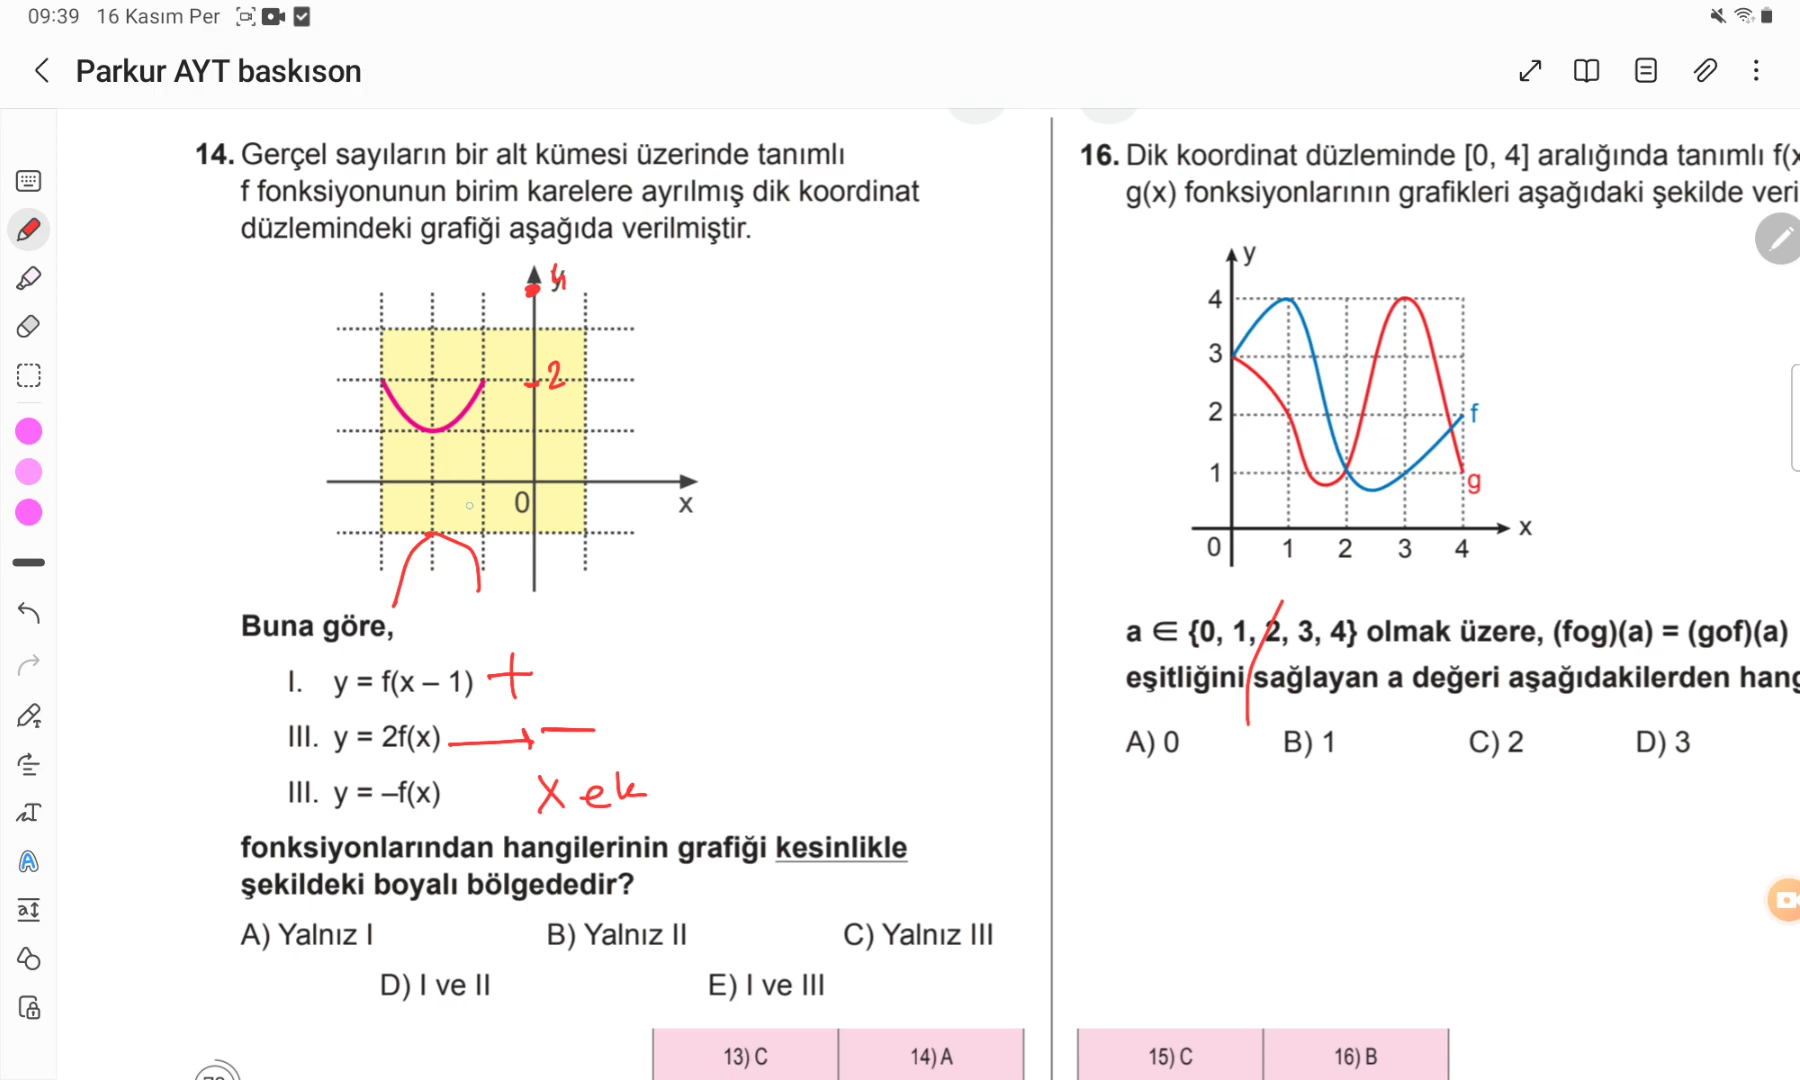 09:39 16 Kasım Per
Parkur AYT baskıson
14. Gerçel sayıların bir alt kümesi üzerinde tanımlı
f fonksiyonunun birim karelere ayrılmış dik koordinat
düzlemindeki grafiği aşağıda verilmiştir.
y
4
2
0
x
Buna göre,
I. y = f(x – 1) +
III. y = 2f(x) –
III. y = –f(x) x ek
fonksiyonlarından hangilerinin grafiği kesinlikle
şekildeki boyalı bölgededir?
A) Yalnız I B) Yalnız II C) Yalnız III
D) I ve II E) I ve III
13) C 14) A
16. Dik koordinat düzleminde [0, 4] aralığında tanımlı f(x
g(x) fonksiyonlarının grafikleri aşağıdaki şekilde veri
y
4
3
2 f
1 g
x
0 1 2 3 4
a ∈ {0, 1, 2, 3, 4} olmak üzere, (fog)(a) = (gof)(a)
eşitliğini sağlayan a değeri aşağıdakilerden hang
A) 0 B) 1 C) 2 D) 3
15) C 16) B